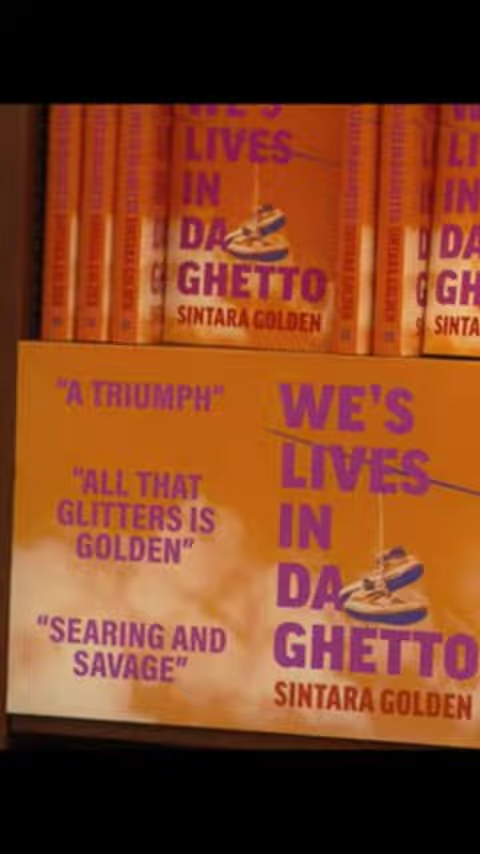 WE'S
LIVES
IN
DA
GHETTO
SINTARA GOLDEN
"A TRIUMPH"
"ALL THAT
GLITTERS IS
GOLDEN"
"SEARING AND
SAVAGE"
WE'S
LIVES
IN
DA
GHETTO
SINTARA GOLDEN